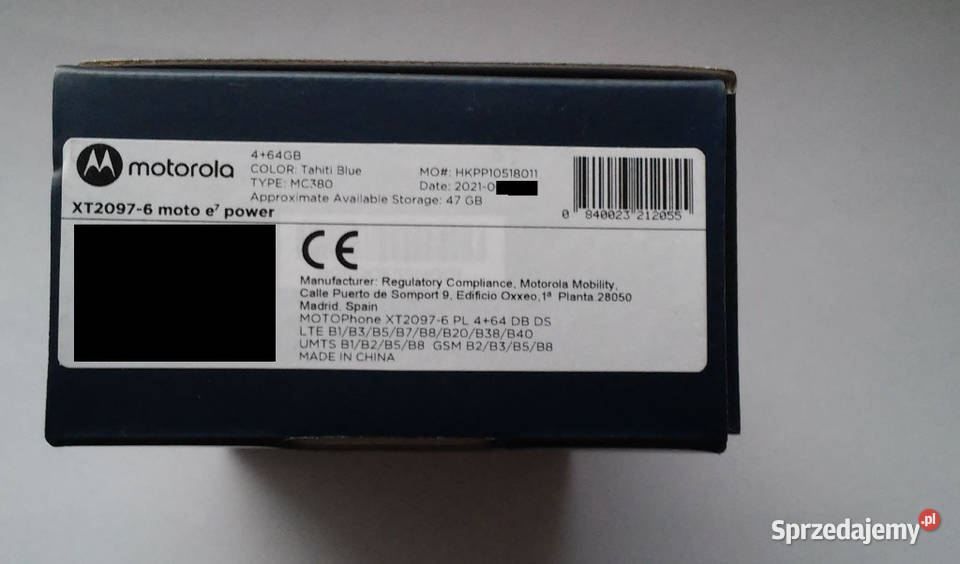 motorola
4+64GB
COLOR: Tahiti Blue
TYPE: MC380
Approximate Available Storage: 47 GB
MO#: HKPP10518011
Date: 2021-0
0 840023 212055
XT2097-6 moto e⁷ power
CE
Manufacturer: Regulatory Compliance, Motorola Mobility,
Calle Puerto de Somport 9, Edificio Oxxeo,1ª Planta 28050
Madrid, Spain
MOTOPhone XT2097-6 PL 4+64 DB DS
LTE B1/B3/B5/B7/B8/B20/B38/B40
UMTS B1/B2/B5/B8 GSM B2/B3/B5/B8
MADE IN CHINA
Sprzedajemy.pl